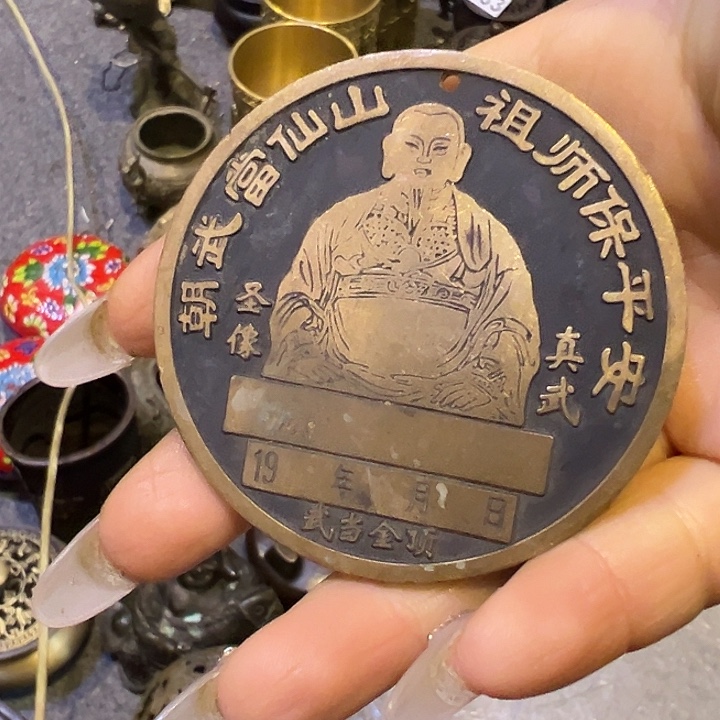 朝武當仙山
祖师保平安
圣像
真武
19 年 月 日
武当金顶